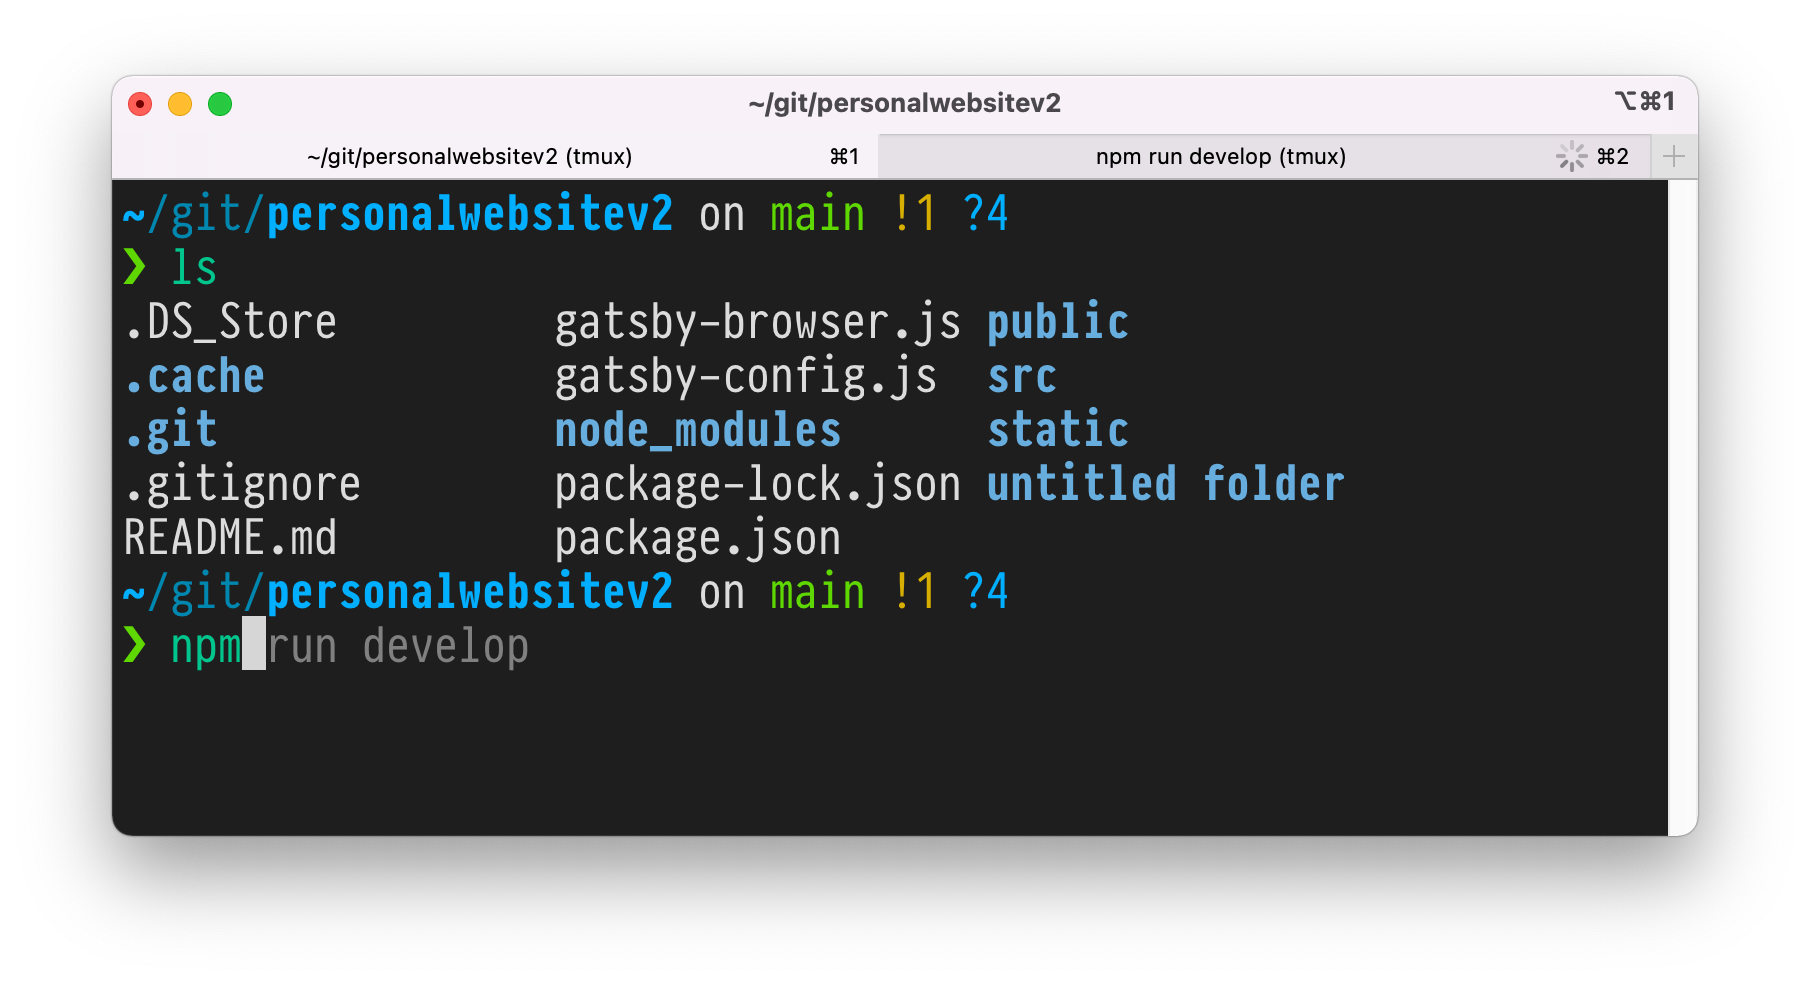 ~/git/personalwebsitev2 ⌥⌘1
~/git/personalwebsitev2 (tmux) ⌘1 npm run develop (tmux) ⌘2 +
~/git/personalwebsitev2 on main !1 ?4
❯ ls
.DS_Store gatsby-browser.js public
.cache gatsby-config.js src
.git node_modules static
.gitignore package-lock.json untitled folder
README.md package.json
~/git/personalwebsitev2 on main !1 ?4
❯ npm run develop